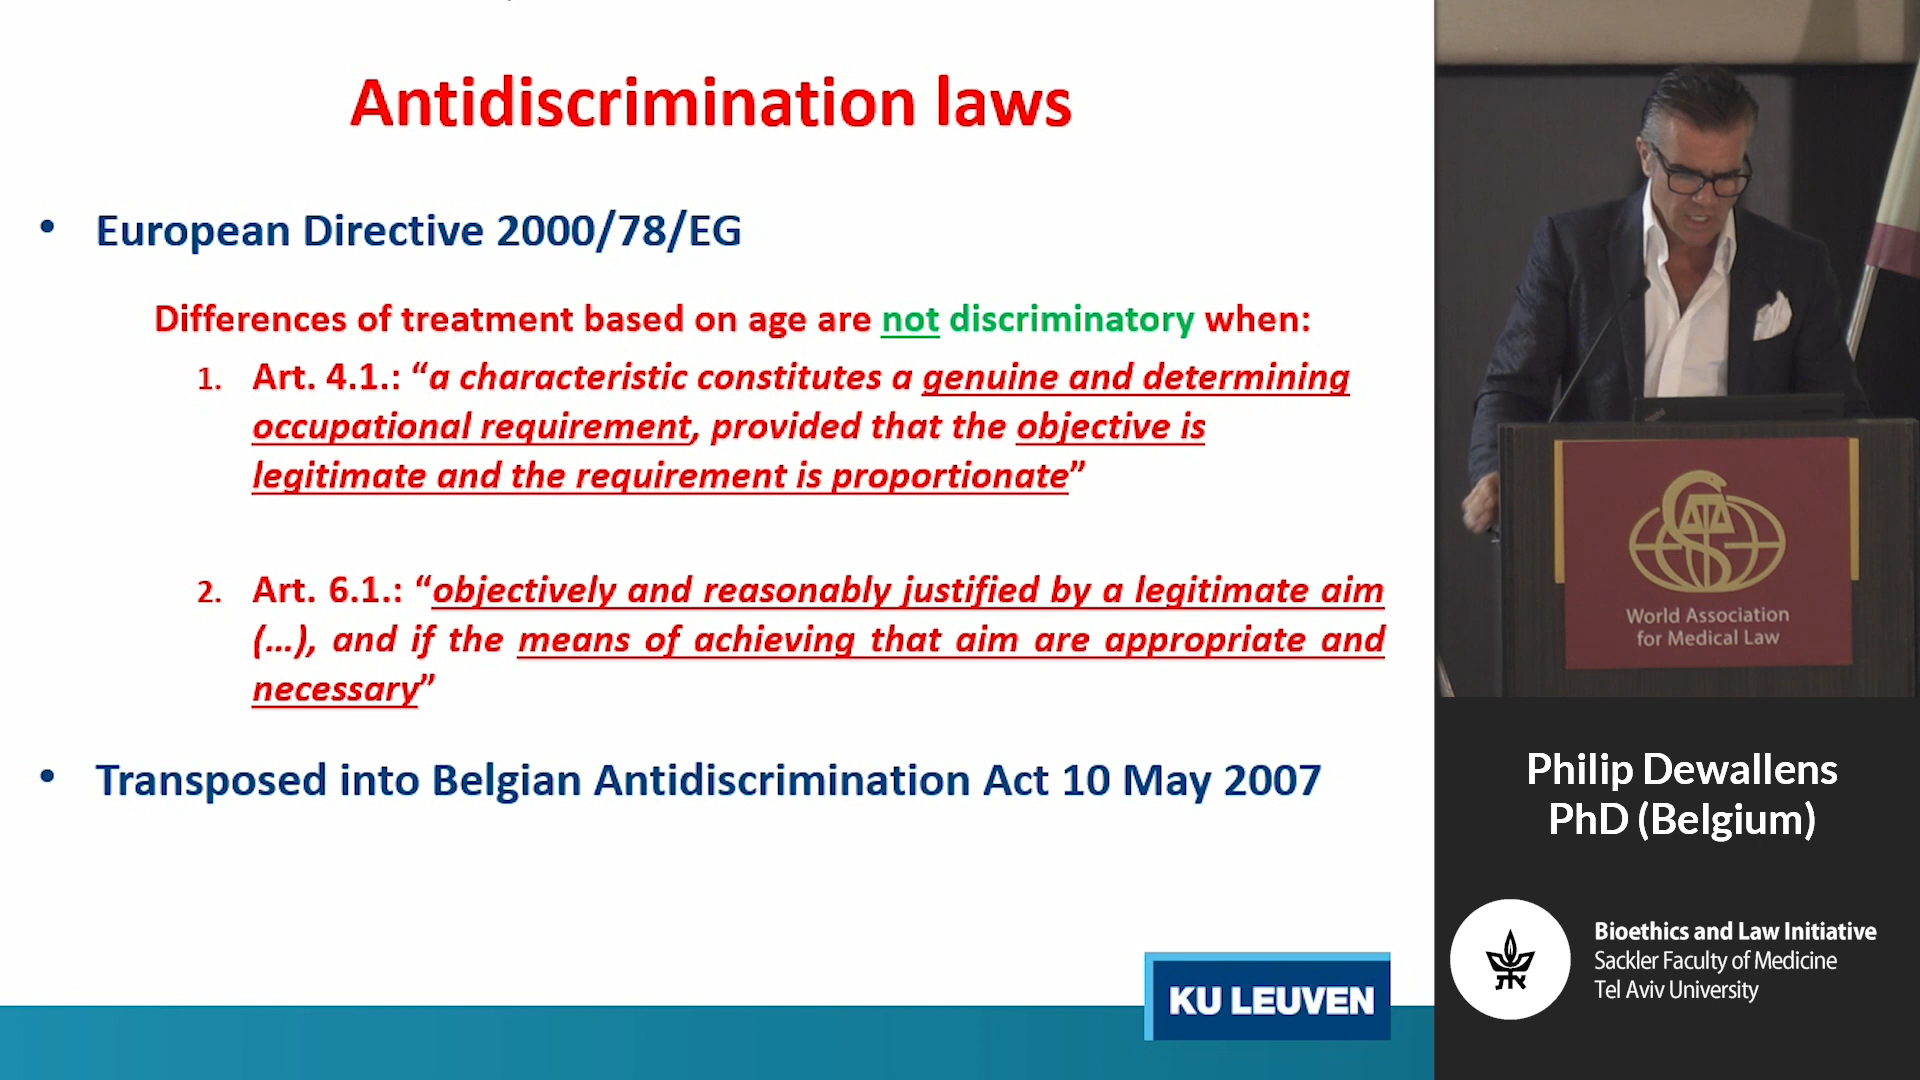 Antidiscrimination laws
• European Directive 2000/78/EG
Differences of treatment based on age are not discriminatory when:
1. Art. 4.1.: “a characteristic constitutes a genuine and determining
occupational requirement, provided that the objective is
legitimate and the requirement is proportionate”
2. Art. 6.1.: “objectively and reasonably justified by a legitimate aim
(…), and if the means of achieving that aim are appropriate and
necessary”
• Transposed into Belgian Antidiscrimination Act 10 May 2007
KU LEUVEN
World Association
for Medical Law
Philip Dewallens
PhD (Belgium)
Bioethics and Law Initiative
Sackler Faculty of Medicine
Tel Aviv University